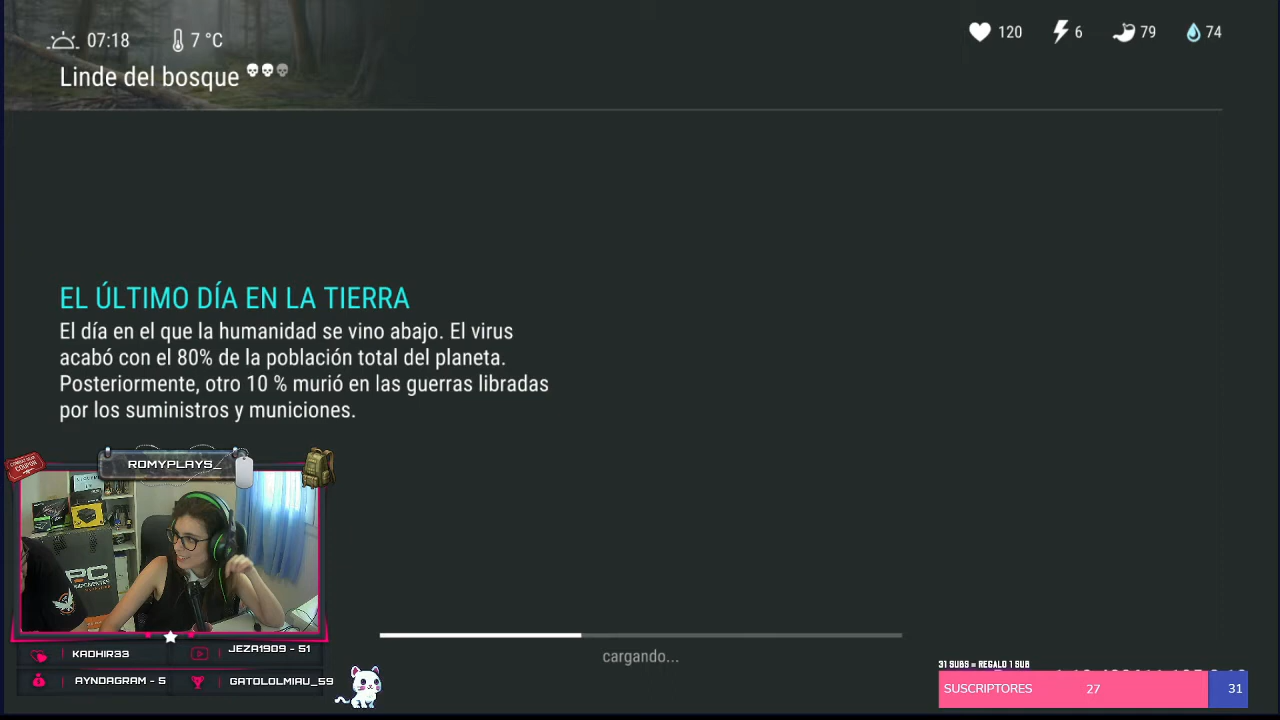 07:18 7 °C
120 6 79 74
Linde del bosque
EL ÚLTIMO DÍA EN LA TIERRA
El día en el que la humanidad se vino abajo. El virus
acabó con el 80% de la población total del planeta.
Posteriormente, otro 10 % murió en las guerras libradas
por los suministros y municiones.
ROMYPLAYS_
cargando...
KADHIR33
JEZA1909 - 51
AYNDAGRAM - 5
GATOLOLMIAU_59
31 SUBS = REGALO 1 SUB
SUSCRIPTORES 27 31